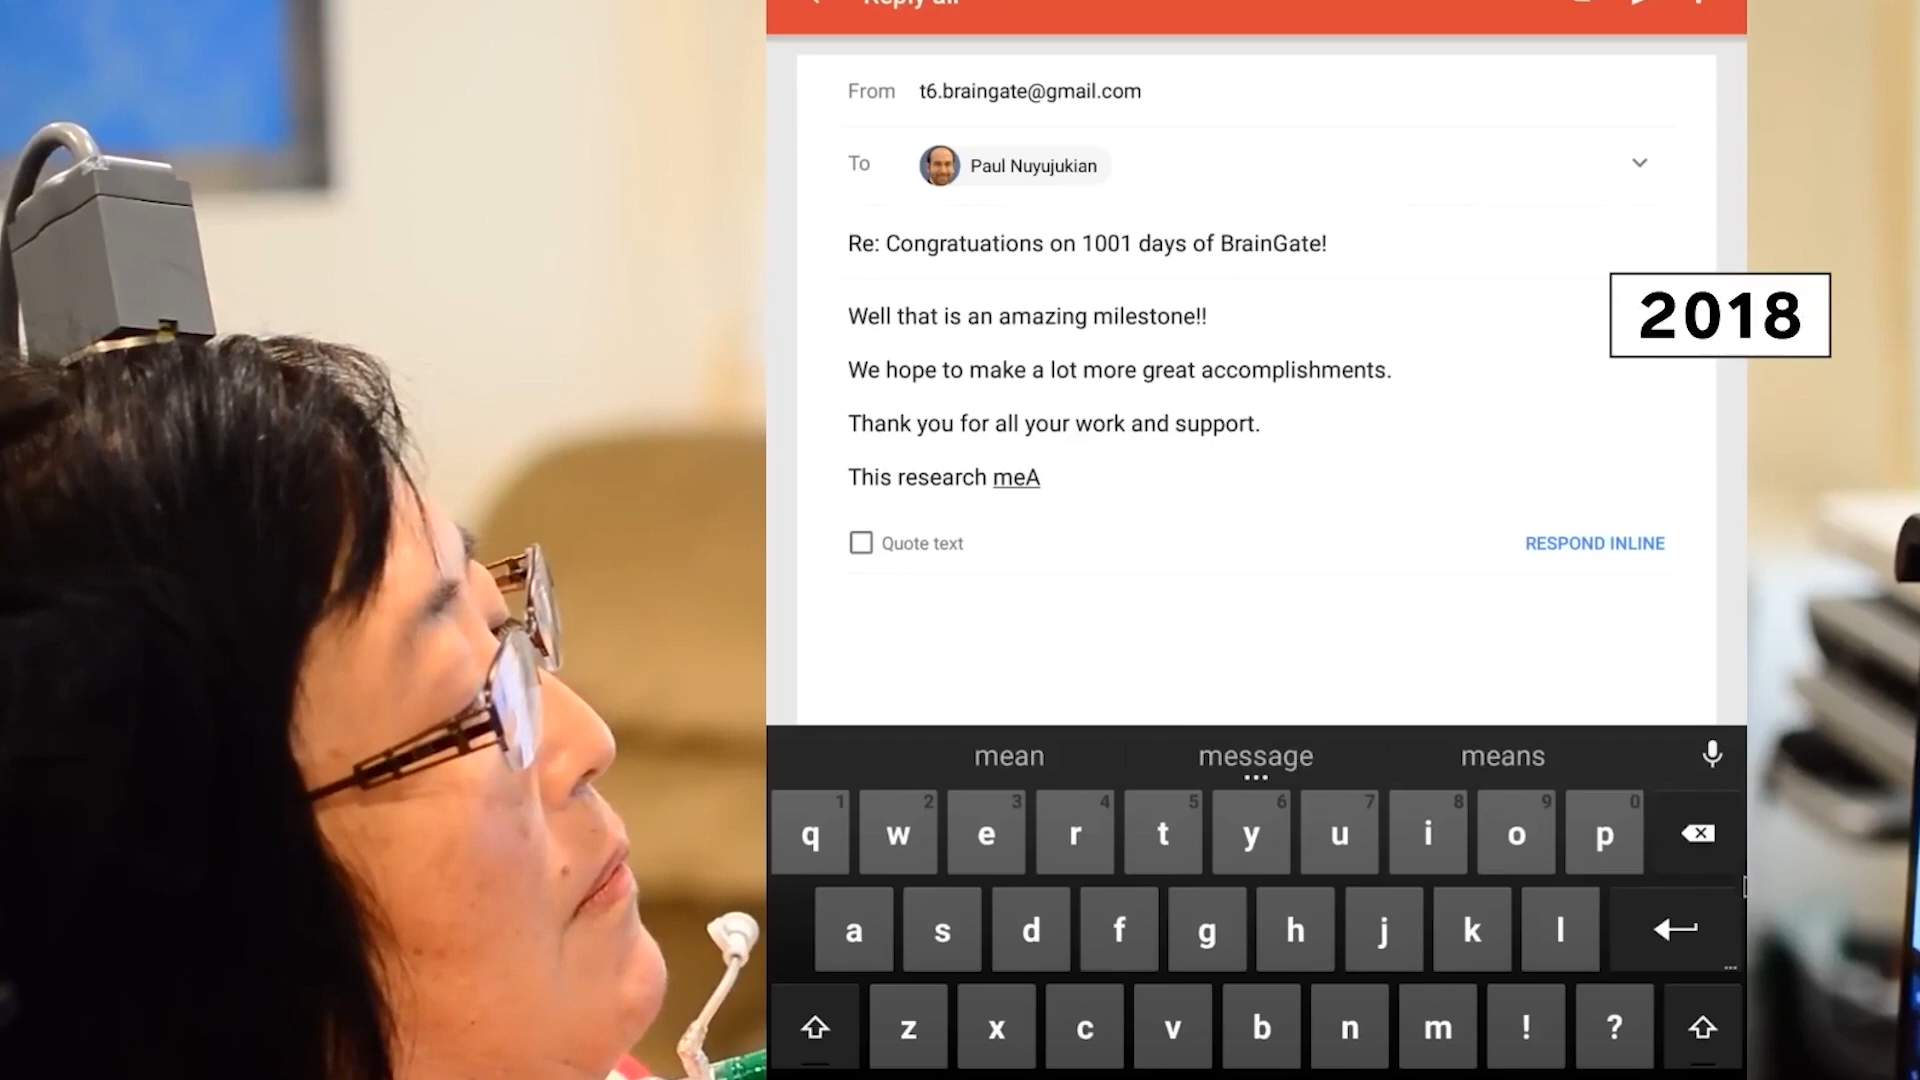 Reply all
From t6.braingate@gmail.com
To Paul Nuyujukian
Re: Congratuations on 1001 days of BrainGate!
2018
Well that is an amazing milestone!!
We hope to make a lot more great accomplishments.
Thank you for all your work and support.
This research meA
Quote text RESPOND INLINE
mean message means
1 2 3 4 5 6 7 8 9 0
q w e r t y u i o p
a s d f g h j k l
z x c v b n m ! ?